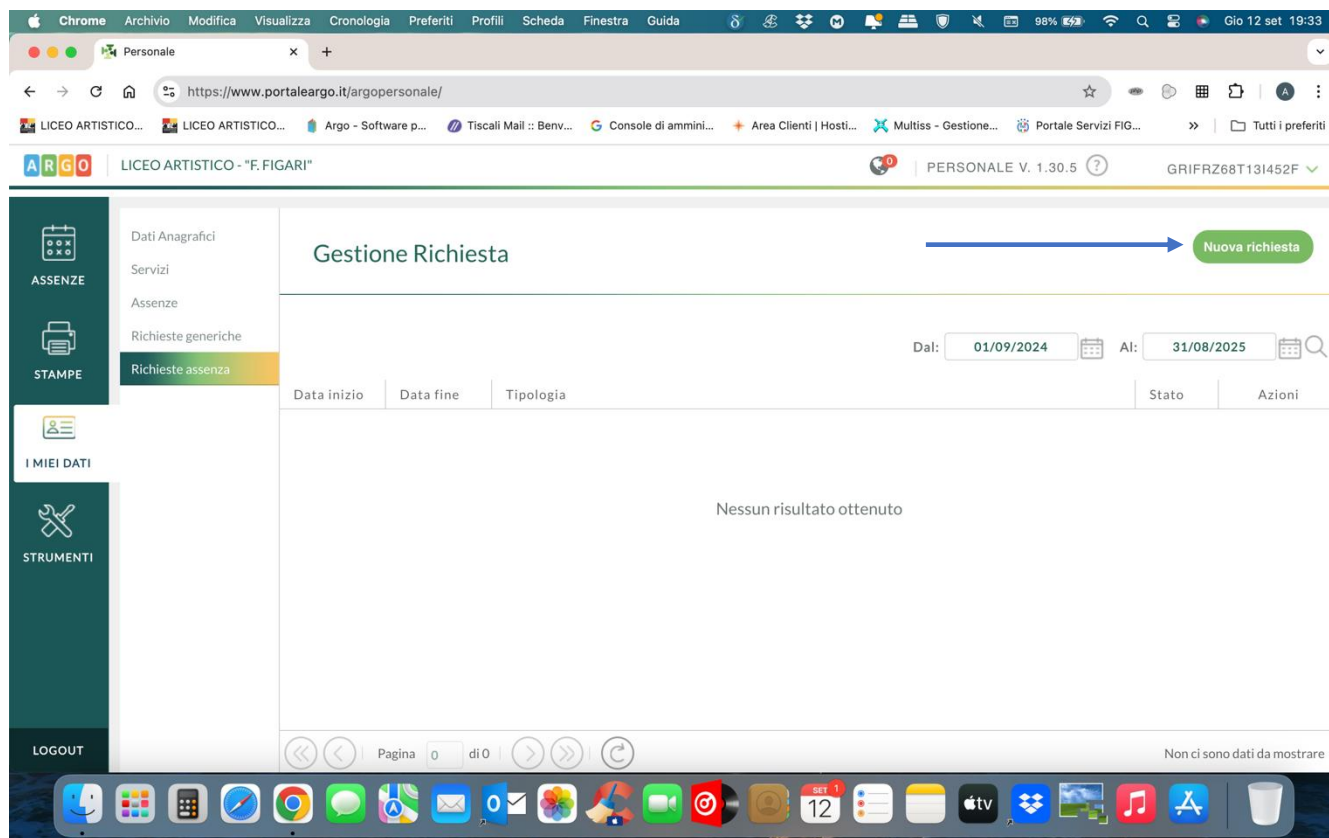 Chrome Archivio Modifica Visualizza Cronologia Preferiti Profili Scheda Finestra Guida 98% Gio 12 set 19:33
Personale
https://www.portaleargo.it/argopersonale/ A
LICEO ARTISTICO... LICEO ARTISTICO... Argo - Software p... Tiscali Mail :: Benv... Console di ammini... Area Clienti | Hosti... Multiss - Gestione... Portale Servizi FIG... » Tutti i preferiti
ARGO LICEO ARTISTICO - "F. FIGARI" 0 PERSONALE V. 1.30.5 ? GRIFRZ68T13I452F
ASSENZE
STAMPE
I MIEI DATI
STRUMENTI
LOGOUT
Dati Anagrafici
Servizi
Assenze
Richieste generiche
Richieste assenza
Gestione Richiesta Nuova richiesta
Dal: 01/09/2024 Al: 31/08/2025
Data inizio Data fine Tipologia Stato Azioni
Nessun risultato ottenuto
Pagina 0 di 0 Non ci sono dati da mostrare
SET 1
12
tv